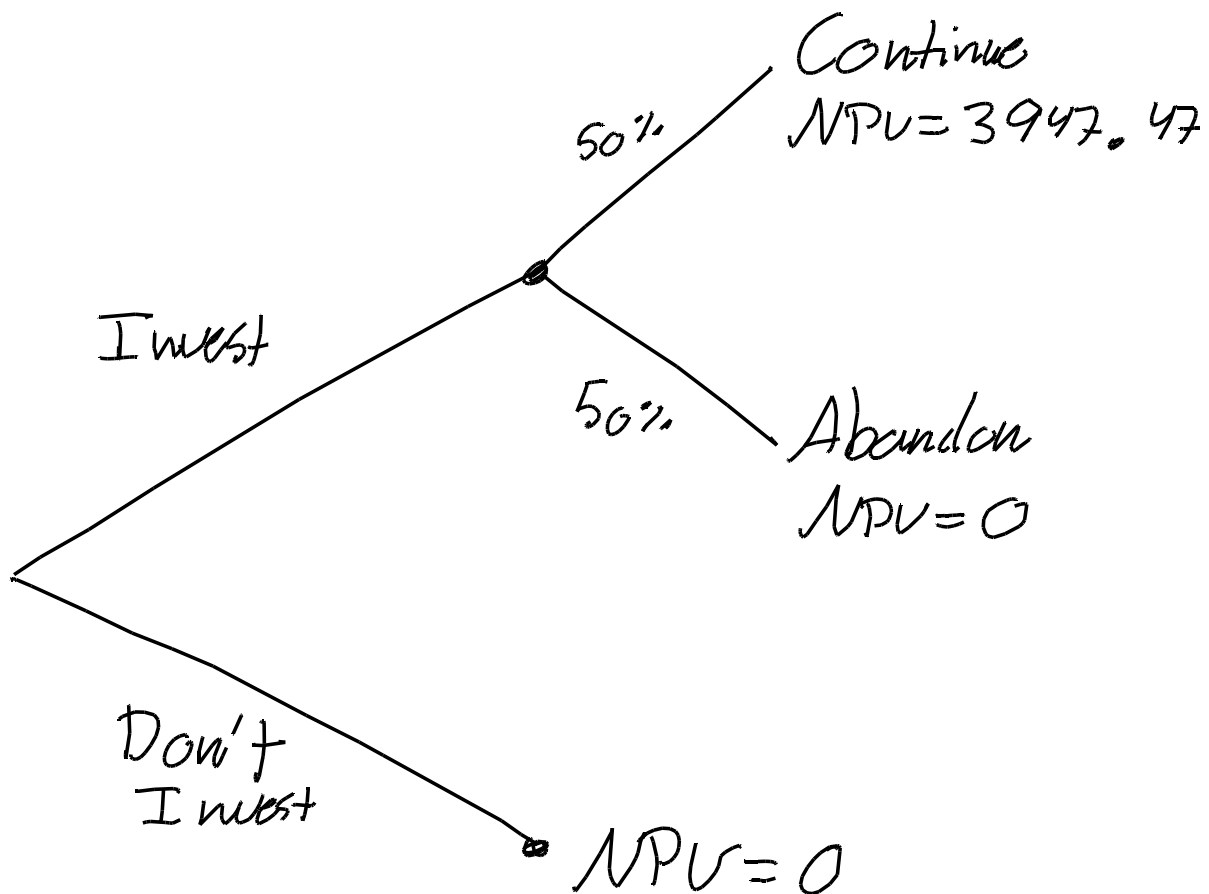 Continue
NPV = 3947.47
50%
Invest
50%
Abandon
NPV = 0
Don't
Invest
NPV = 0